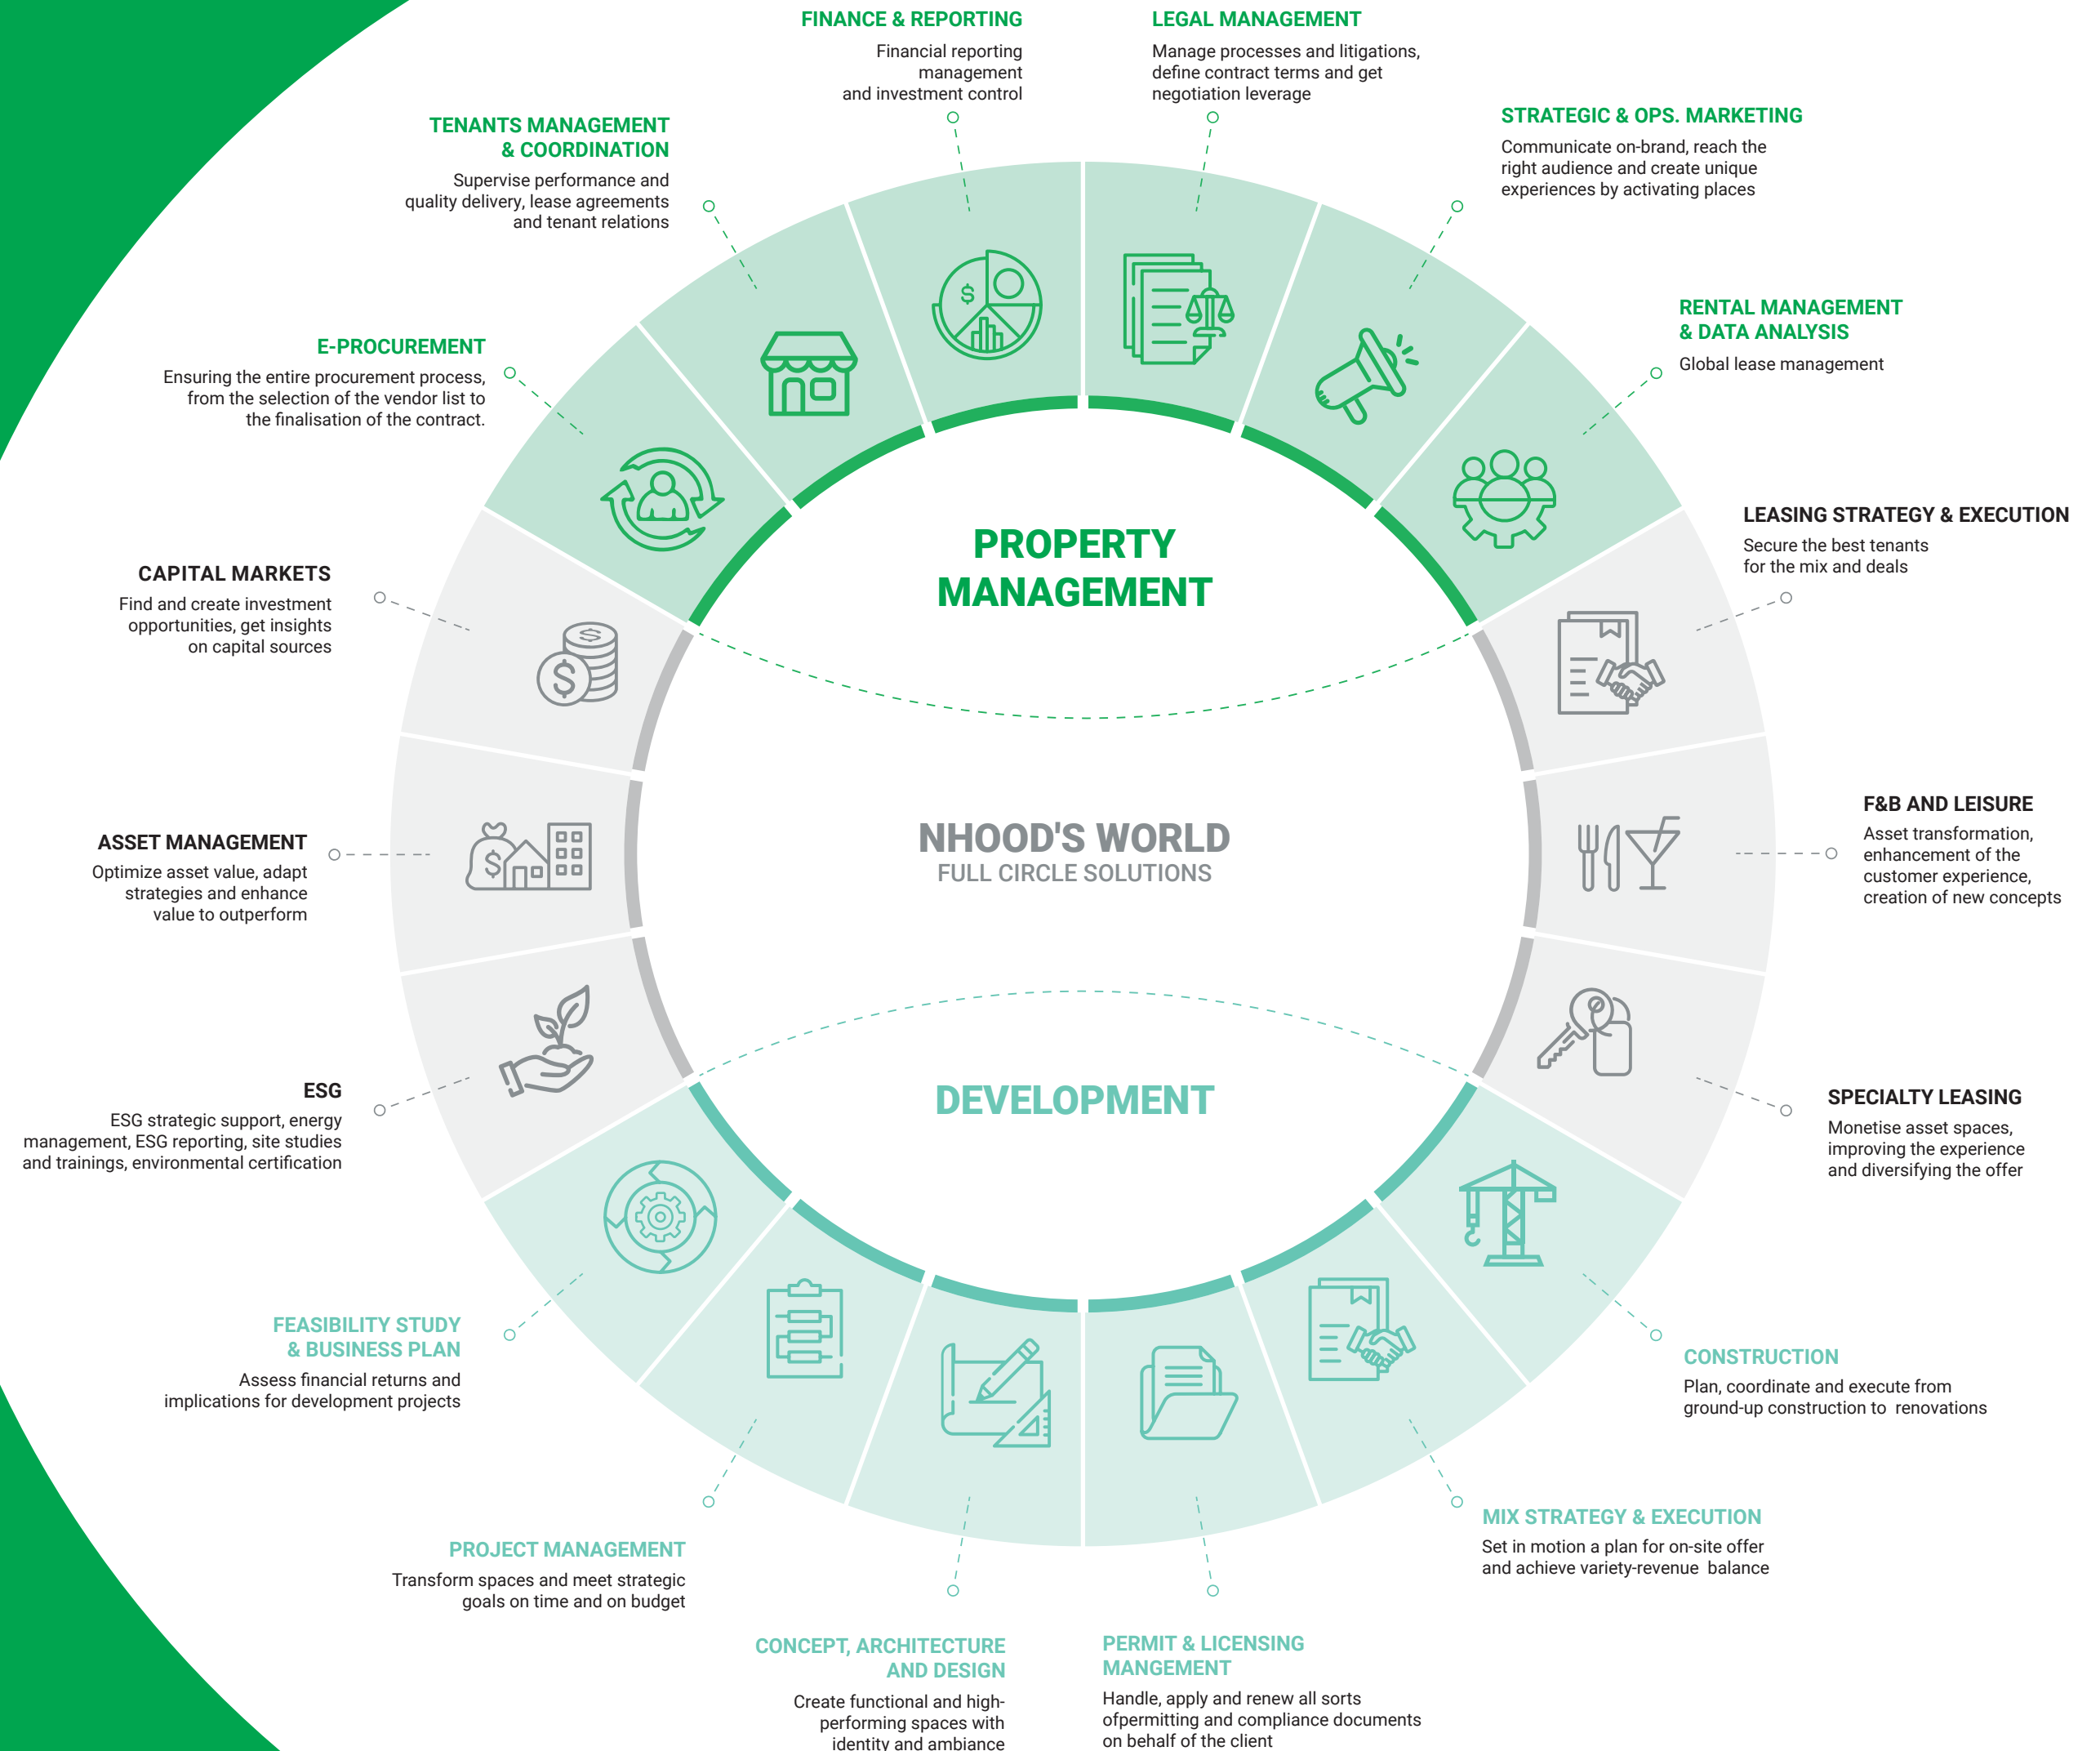 FINANCE & REPORTING
Financial reporting
management
and investment control
LEGAL MANAGEMENT
Manage processes and litigations,
define contract terms and get
negotiation leverage
STRATEGIC & OPS. MARKETING
Communicate on-brand, reach the
right audience and create unique
experiences by activating places
TENANTS MANAGEMENT
& COORDINATION
Supervise performance and
quality delivery, lease agreements
and tenant relations
RENTAL MANAGEMENT
& DATA ANALYSIS
Global lease management
E-PROCUREMENT
Ensuring the entire procurement process,
from the selection of the vendor list to
the finalisation of the contract.
LEASING STRATEGY & EXECUTION
Secure the best tenants
for the mix and deals
PROPERTY
MANAGEMENT
CAPITAL MARKETS
Find and create investment
opportunities, get insights
on capital sources
F&B AND LEISURE
Asset transformation,
enhancement of the
customer experience,
creation of new concepts
NHOOD'S WORLD
FULL CIRCLE SOLUTIONS
ASSET MANAGEMENT
Optimize asset value, adapt
strategies and enhance
value to outperform
ESG
ESG strategic support, energy
management, ESG reporting, site studies
and trainings, environmental certification
DEVELOPMENT
SPECIALTY LEASING
Monetise asset spaces,
improving the experience
and diversifying the offer
FEASIBILITY STUDY
& BUSINESS PLAN
Assess financial returns and
implications for development projects
CONSTRUCTION
Plan, coordinate and execute from
ground-up construction to  renovations
PROJECT MANAGEMENT
Transform spaces and meet strategic
goals on time and on budget
MIX STRATEGY & EXECUTION
Set in motion a plan for on-site offer
and achieve variety-revenue  balance
CONCEPT, ARCHITECTURE
AND DESIGN
Create functional and high-
performing spaces with
identity and ambiance
PERMIT & LICENSING
MANGEMENT
Handle, apply and renew all sorts
ofpermitting and compliance documents
on behalf of the client